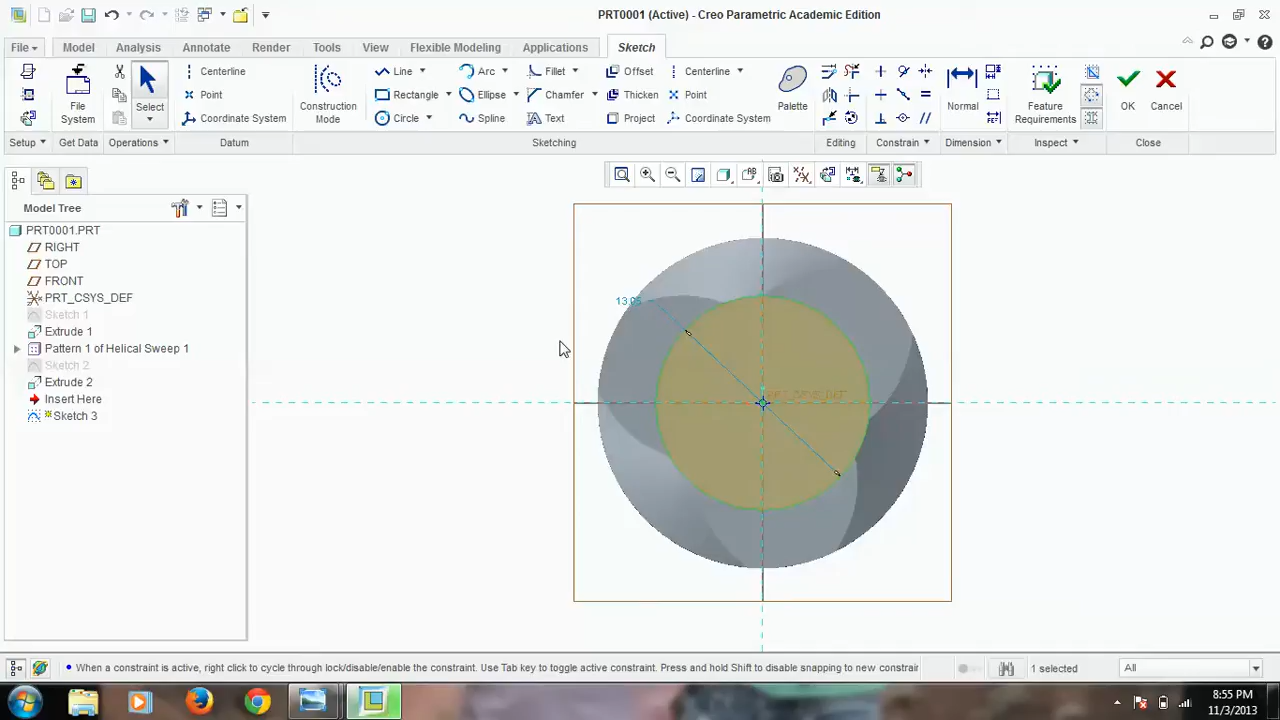 PRT0001 (Active) - Creo Parametric Academic Edition
File Model Analysis Annotate Render Tools View Flexible Modeling Applications Sketch
Centerline Line Arc Fillet Offset Centerline
File System Select Point Construction Mode Rectangle Ellipse Chamfer Thicken Point Palette Normal Feature Requirements OK Cancel
Coordinate System Circle Spline Text Project Coordinate System
Setup Get Data Operations Datum Sketching Editing Constrain Dimension Inspect Close
Model Tree
PRT0001.PRT
RIGHT
TOP
FRONT
PRT_CSYS_DEF
Sketch 1
Extrude 1
Pattern 1 of Helical Sweep 1
Sketch 2
Extrude 2
Insert Here
Sketch 3
PRT_CSYS_DEF
When a constraint is active, right click to cycle through lock/disable/enable the constraint. Use Tab key to toggle active constraint. Press and hold Shift to disable snapping to new constrair
1 selected
All
8:55 PM
11/3/2013